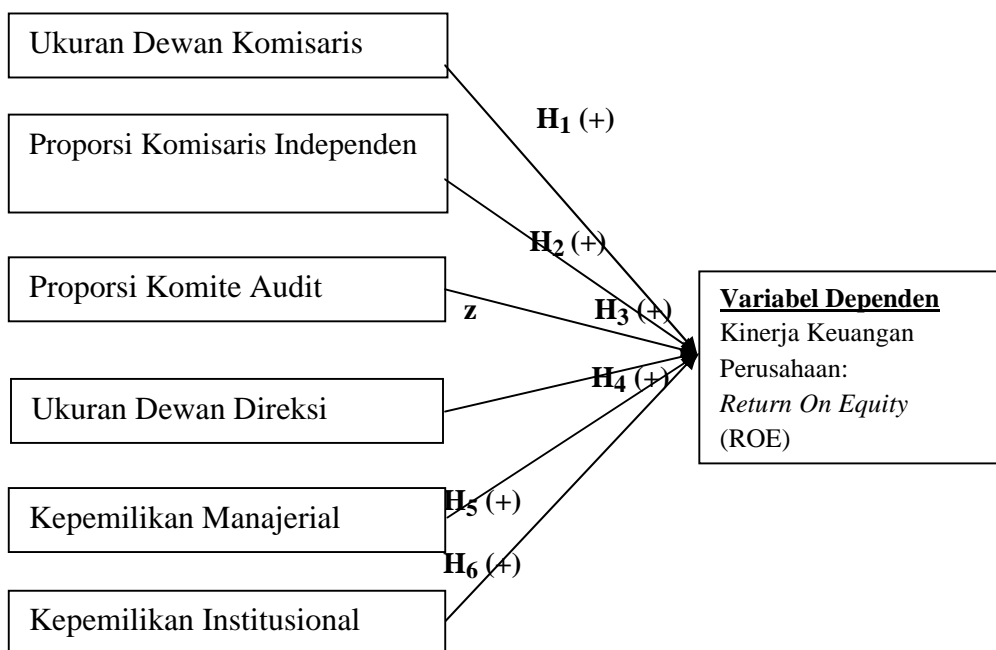 Ukuran Dewan Komisaris
H1 (+)
Proporsi Komisaris Independen
H2 (+)
Proporsi Komite Audit
z
H3 (+)
Variabel Dependen
Kinerja Keuangan
Perusahaan:
Return On Equity
(ROE)
H4 (+)
Ukuran Dewan Direksi
H5 (+)
Kepemilikan Manajerial
H6 (+)
Kepemilikan Institusional